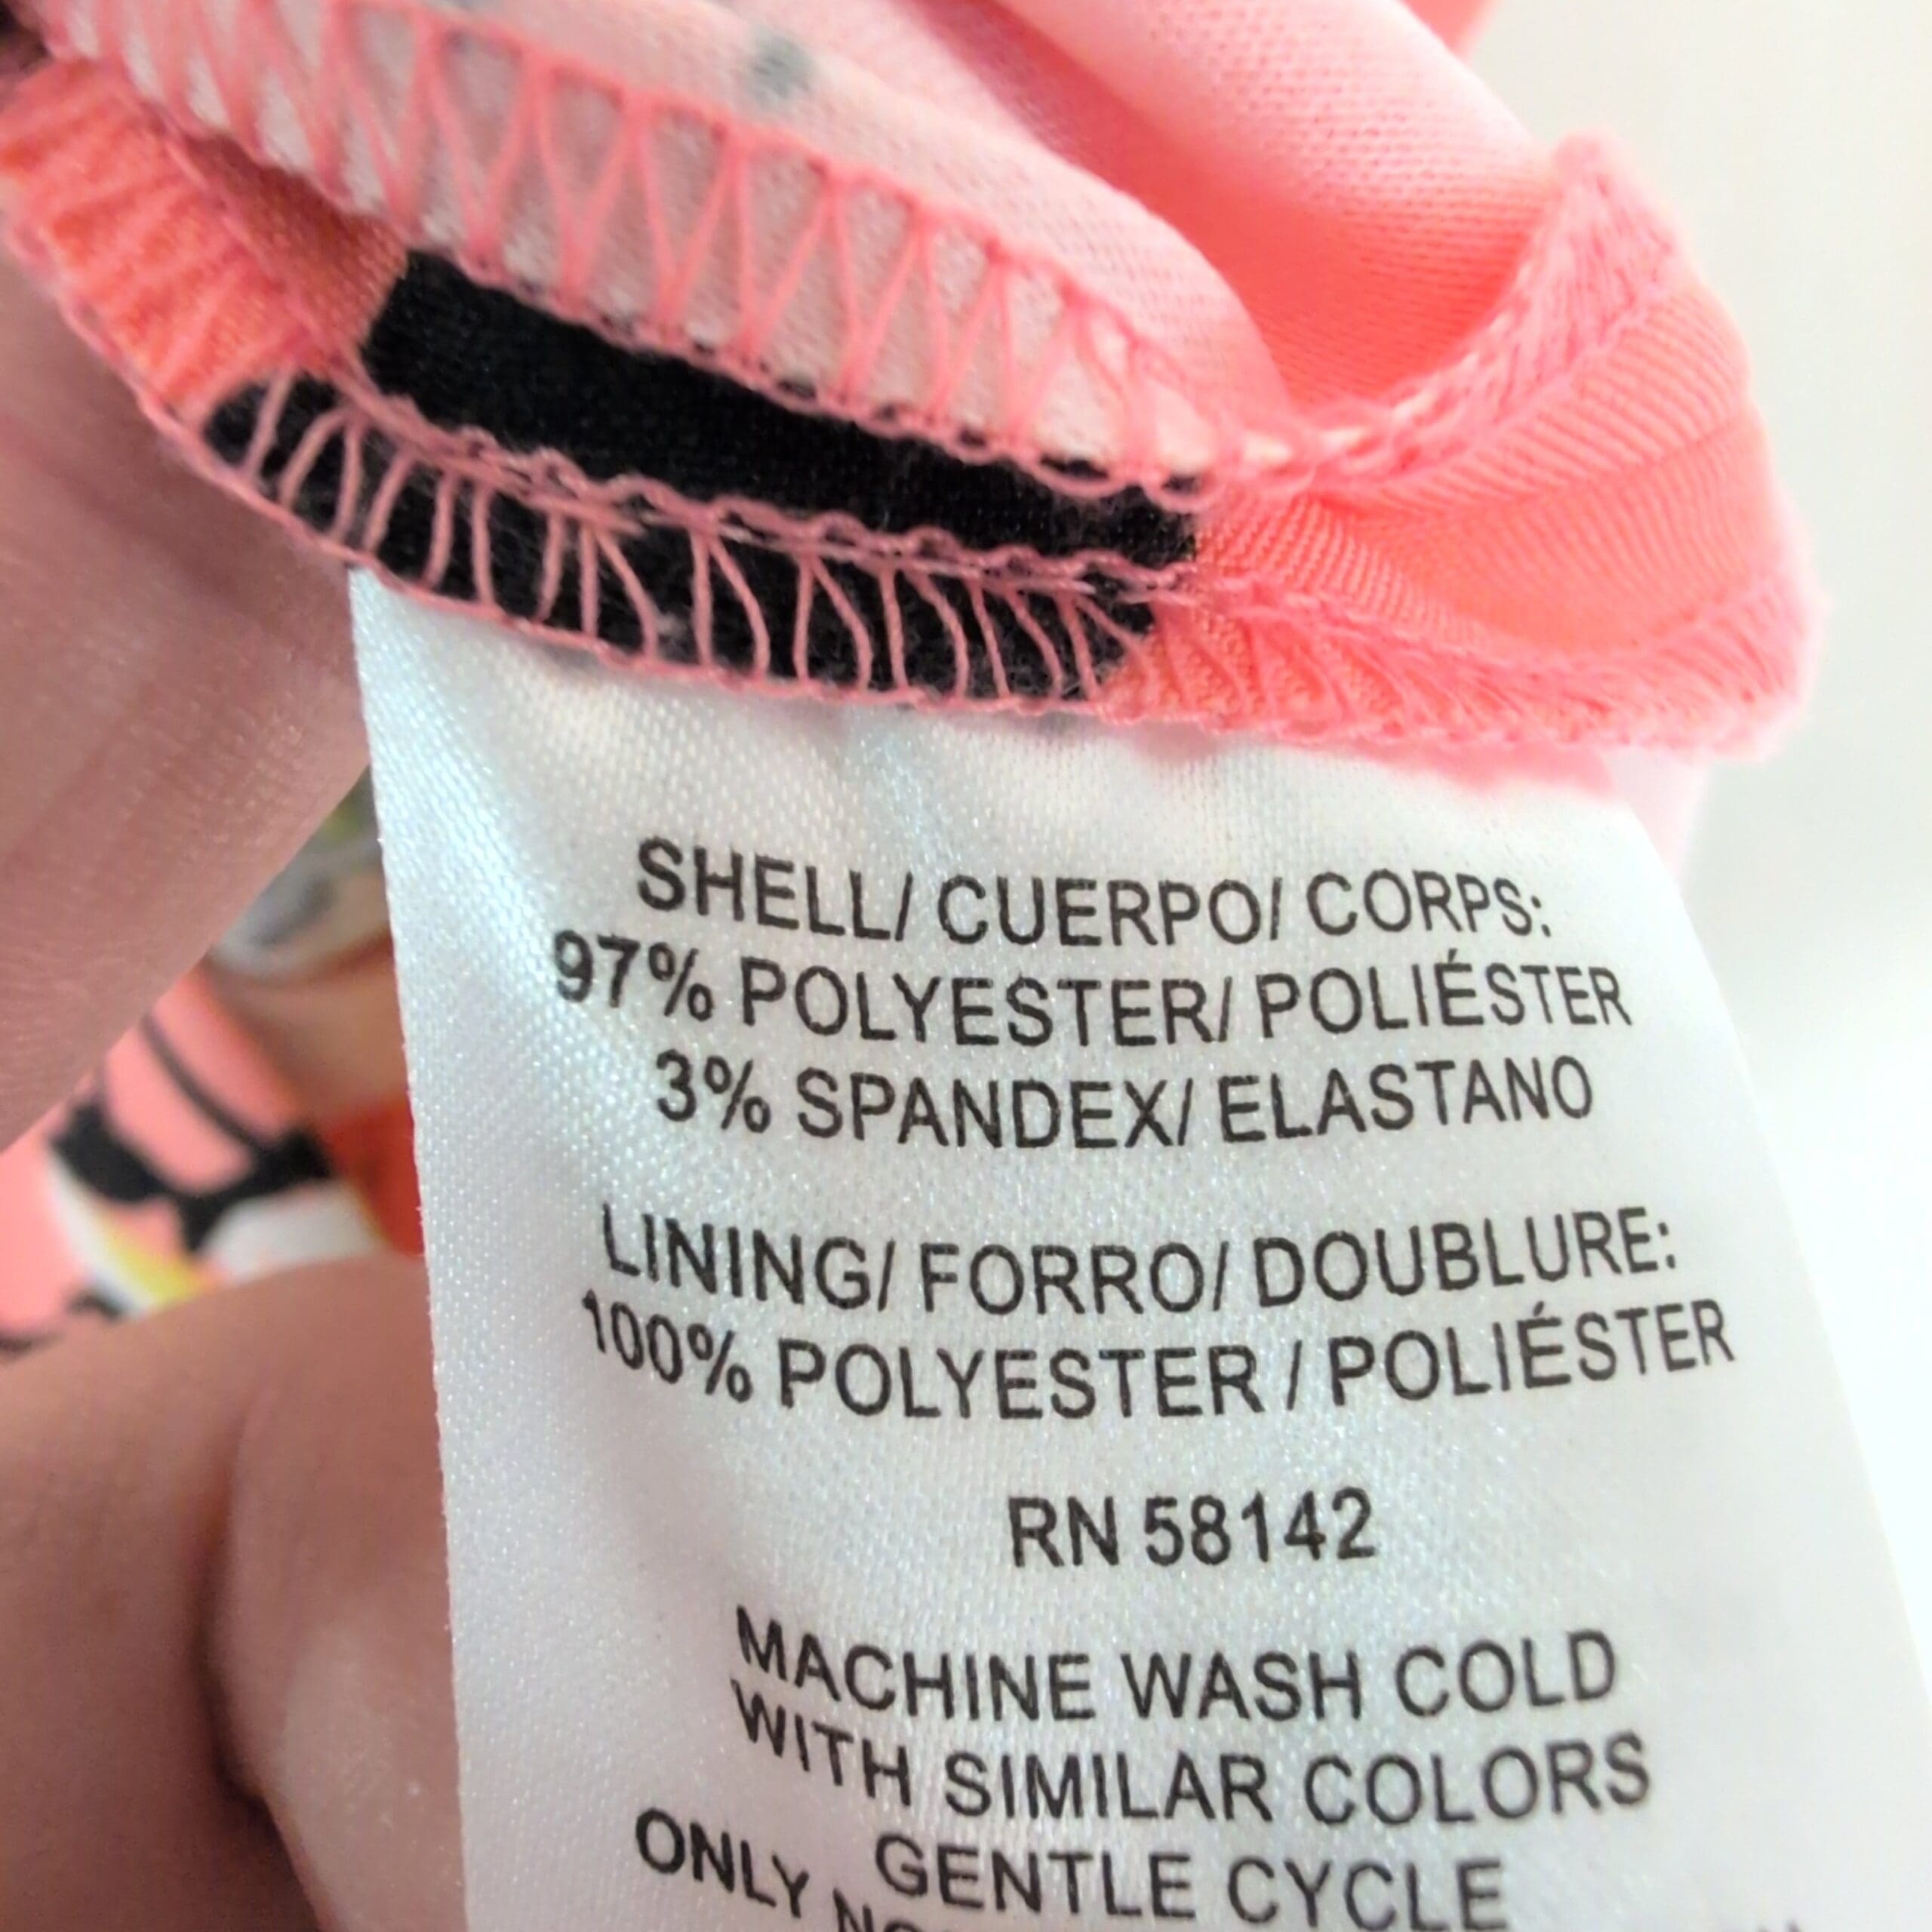 SHELL/ CUERPO/ CORPS:
97% POLYESTER/ POLIÉSTER
3% SPANDEX/ ELASTANO
LINING/ FORRO/ DOUBLURE:
100% POLYESTER / POLIÉSTER
RN 58142
MACHINE WASH COLD
WITH SIMILAR COLORS
GENTLE CYCLE
ONLY